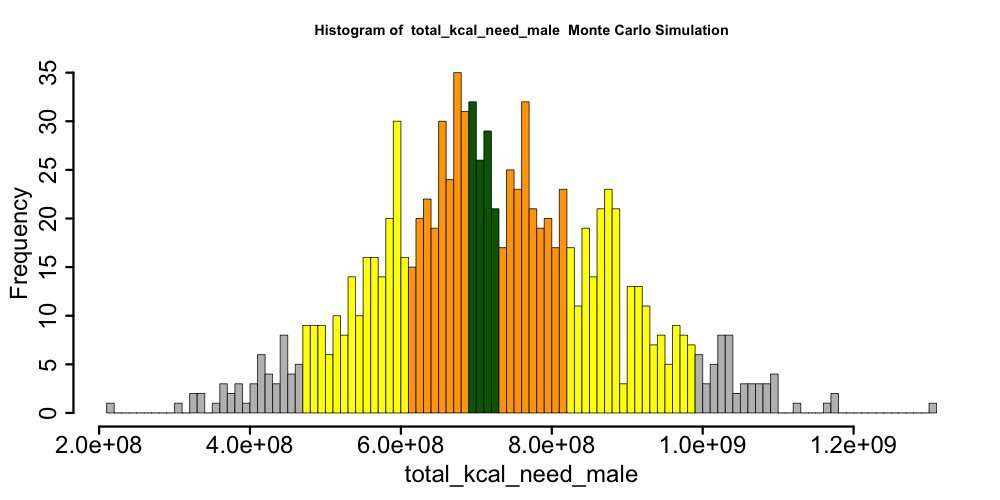 Histogram of  total_kcal_need_male  Monte Carlo Simulation
Frequency
35
30
25
20
15
10
5
0
2.0e+08 4.0e+08 6.0e+08 8.0e+08 1.0e+09 1.2e+09
total_kcal_need_male